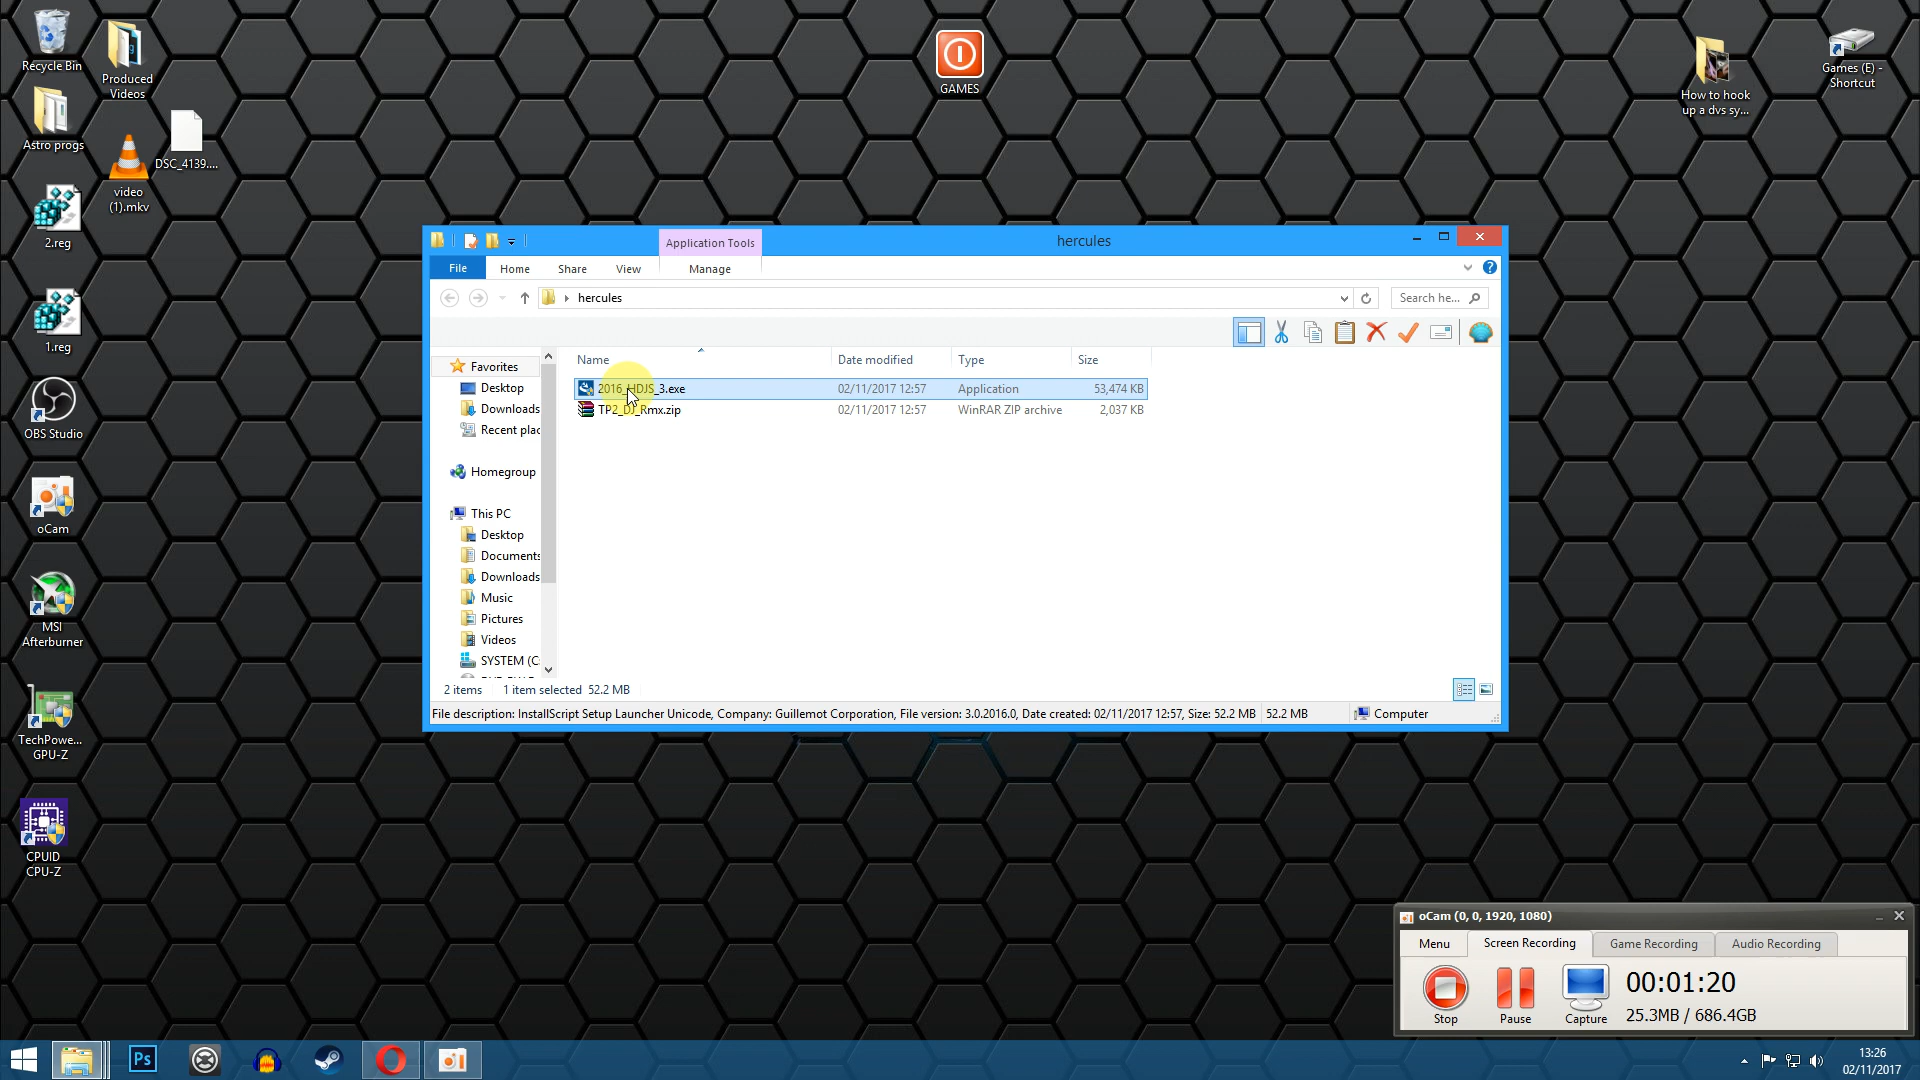 Recycle Bin
Produced
Videos
Astro progs
DSC_4139....
video
(1).mkv
2.reg
1.reg
OBS Studio
oCam
MSI
Afterburner
TechPowe...
GPU-Z
CPUID
CPU-Z
GAMES
How to hook
up a dvs sy...
Games (E) -
Shortcut
Application Tools
hercules
File
Home
Share
View
Manage
hercules
Search he...
Name
Date modified
Type
Size
2016_HDJS_3.exe
02/11/2017 12:57
Application
53,474 KB
TP2_DJ_Rmx.zip
02/11/2017 12:57
WinRAR ZIP archive
2,037 KB
Favorites
Desktop
Downloads
Recent plac
Homegroup
This PC
Desktop
Documents
Downloads
Music
Pictures
Videos
SYSTEM (C:
2 items
1 item selected 52.2 MB
File description: InstallScript Setup Launcher Unicode, Company: Guillemot Corporation, File version: 3.0.2016.0, Date created: 02/11/2017 12:57, Size: 52.2 MB
52.2 MB
Computer
oCam (0, 0, 1920, 1080)
Menu
Screen Recording
Game Recording
Audio Recording
Stop
Pause
Capture
00:01:20
25.3MB / 686.4GB
Ps
13:26
02/11/2017